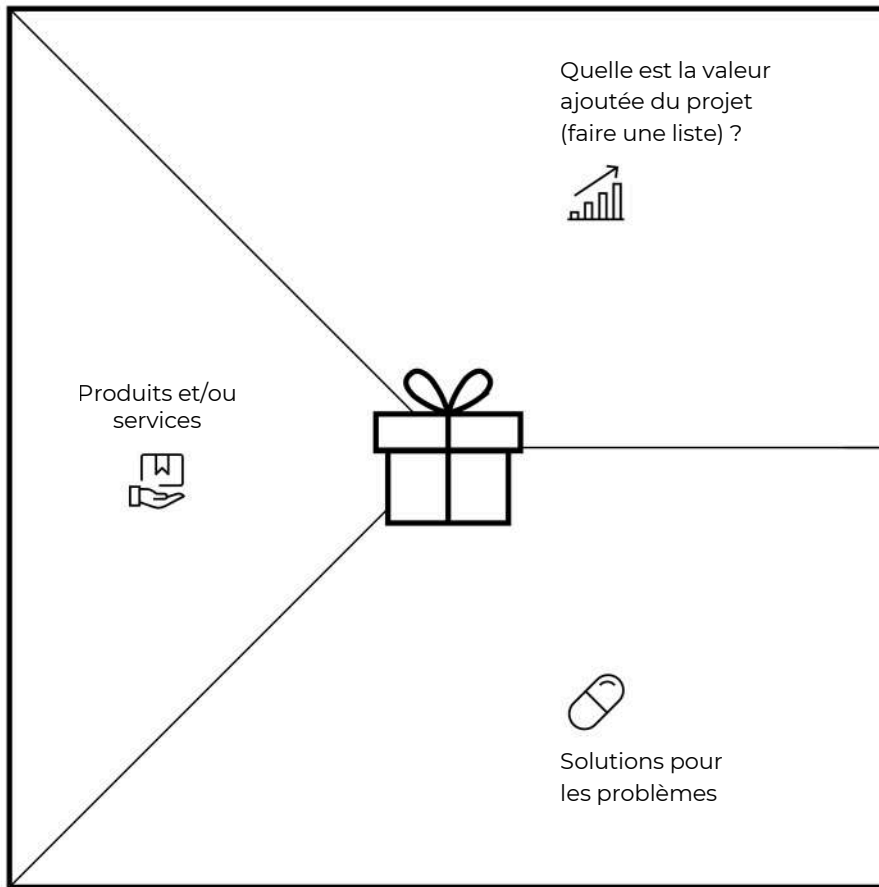 Quelle est la valeur
ajoutée du projet
(faire une liste) ?
Produits et/ou
services
Solutions pour
les problèmes